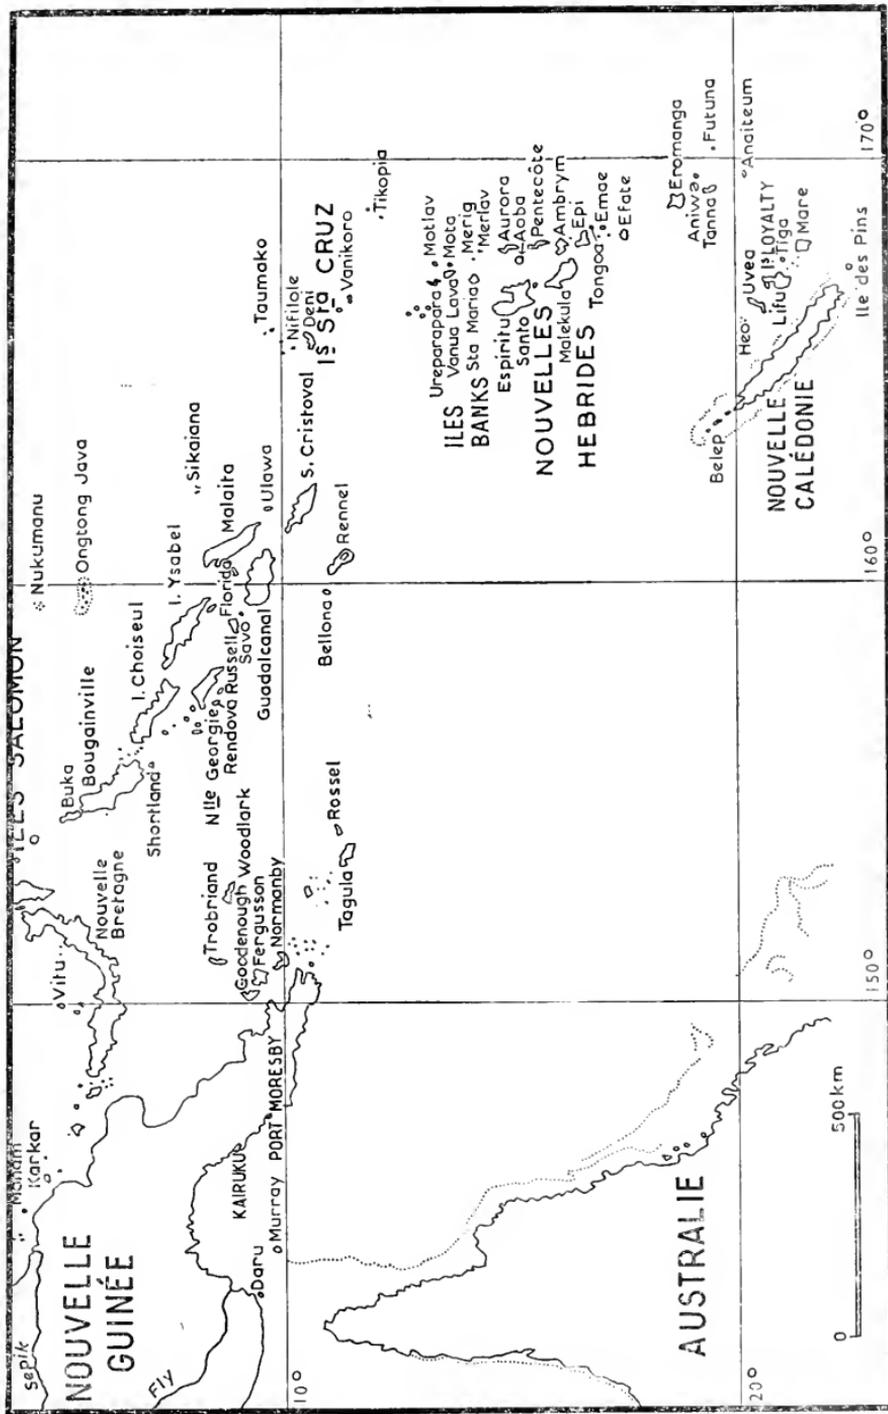 ILES SALOMON
Nukumanu
Ongtong Java
Buka
Bougainville
I. Choiseul
I. Ysabel
Sikaiana
Shortland
Malaita
Florida
Ulawa
Nlle Georgie
Rendova
Russell
Savo
Guadalcanal
S. Cristoval
Bellona
Rennel
Taumako
Nifilole
Deni
Is Sta CRUZ
Vanikoro
Tikopia
Sepik
Manam
Karkar
NOUVELLE
GUINÉE
Fly
Vitu
Nouvelle
Bretagne
Trobriand
Woodlark
Goodenough
Fergusson
Normanby
Tagula
Rossel
KAIRUKU
PORT MORESBY
Daru
Murray
10°
Ureparapara
Motlav
Vanua Lava
Mota
ILES
BANKS
Sta Maria
Merig
Merlav
Espiritu
Santo
Aurora
Aoba
Pentecôte
NOUVELLES
HEBRIDES
Malekula
Ambrym
Epi
Tongoa
Emae
Efate
Eromanga
Aniwa
Tanna
Futuna
Anaiteum
Belep
Heo
Uvea
Is LOYALTY
Lifu
Tiga
Mare
NOUVELLE
CALÉDONIE
Ile des Pins
AUSTRALIE
20°
0
500km
150°
160°
170°